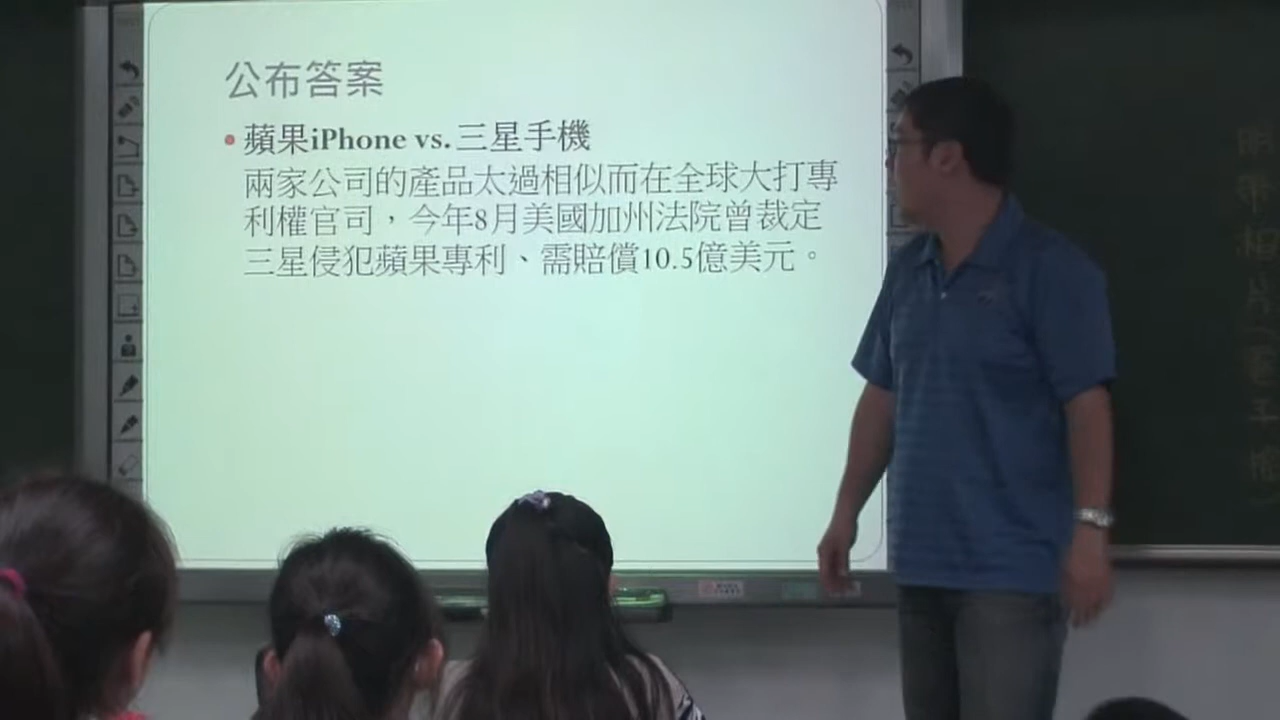 公布答案
蘋果iPhone vs. 三星手機
兩家公司的產品太過相似而在全球大打專
利權官司，今年8月美國加州法院曾裁定
三星侵犯蘋果專利、需賠償10.5億美元。